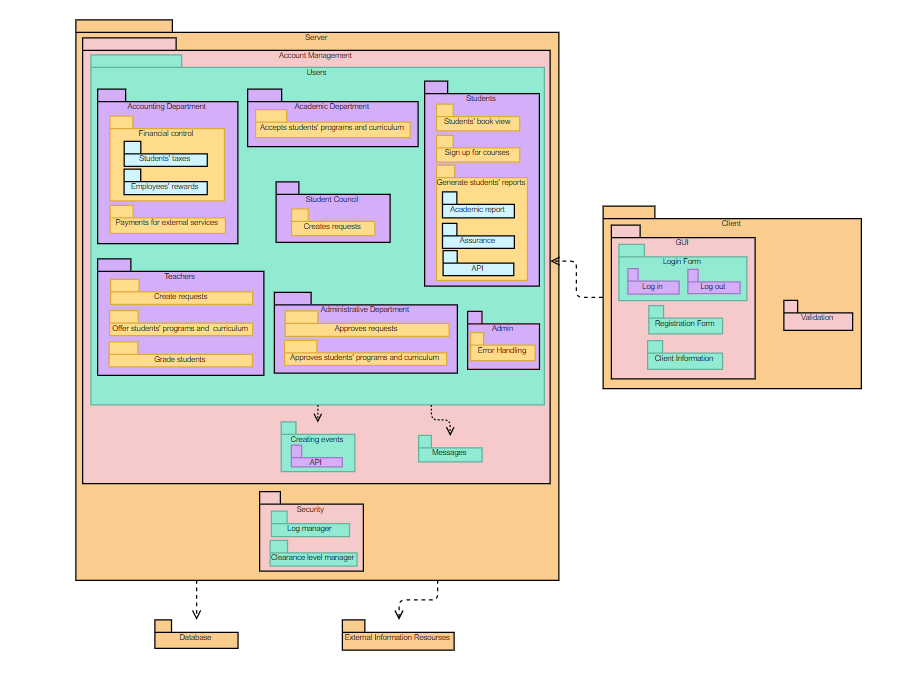 Server
Account Management
Users
Accounting Department
Financial control
Students' taxes
Employees' rewards
Payments for external services
Academic Department
Accepts students' programs and curriculum
Students
Students' book view
Sign up for courses
Generate students' reports
Academic report
Assurance
API
Student Council
Creates requests
Teachers
Create requests
Offer students' programs and curriculum
Grade students
Administrative Department
Approves requests
Approves students' programs and curriculum
Admin
Error Handling
Creating events
API
Messages
Security
Log manager
Clearance level manager
Client
GUI
Login Form
Log in
Log out
Registration Form
Client Information
Validation
Database
External Information Resourses